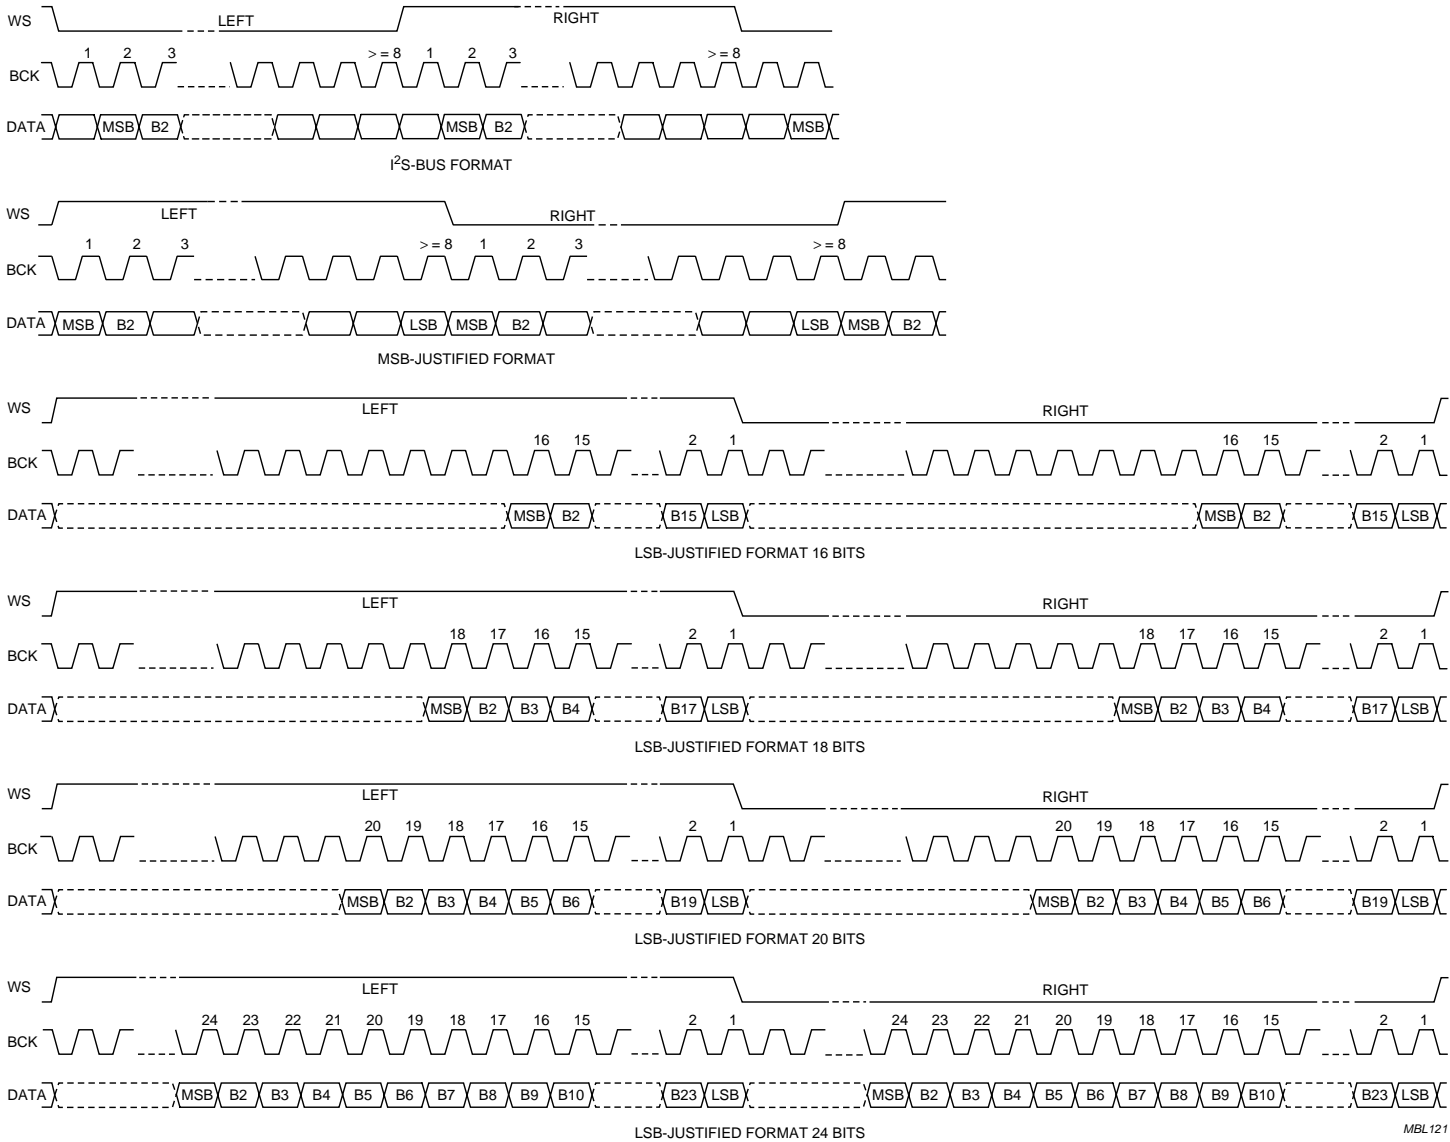 WS LEFT RIGHT
BCK 1 2 3 >= 8 1 2 3 >= 8
DATA MSB B2 MSB B2 MSB
I²S-BUS FORMAT
WS LEFT RIGHT
BCK 1 2 3 >= 8 1 2 3 >= 8
DATA MSB B2 LSB MSB B2 LSB MSB B2
MSB-JUSTIFIED FORMAT
WS LEFT RIGHT
BCK 16 15 2 1 16 15 2 1
DATA MSB B2 B15 LSB MSB B2 B15 LSB
LSB-JUSTIFIED FORMAT 16 BITS
WS LEFT RIGHT
BCK 18 17 16 15 2 1 18 17 16 15 2 1
DATA MSB B2 B3 B4 B17 LSB MSB B2 B3 B4 B17 LSB
LSB-JUSTIFIED FORMAT 18 BITS
WS LEFT RIGHT
BCK 20 19 18 17 16 15 2 1 20 19 18 17 16 15 2 1
DATA MSB B2 B3 B4 B5 B6 B19 LSB MSB B2 B3 B4 B5 B6 B19 LSB
LSB-JUSTIFIED FORMAT 20 BITS
WS LEFT RIGHT
BCK 24 23 22 21 20 19 18 17 16 15 2 1 24 23 22 21 20 19 18 17 16 15 2 1
DATA MSB B2 B3 B4 B5 B6 B7 B8 B9 B10 B23 LSB MSB B2 B3 B4 B5 B6 B7 B8 B9 B10 B23 LSB
LSB-JUSTIFIED FORMAT 24 BITS
MBL121